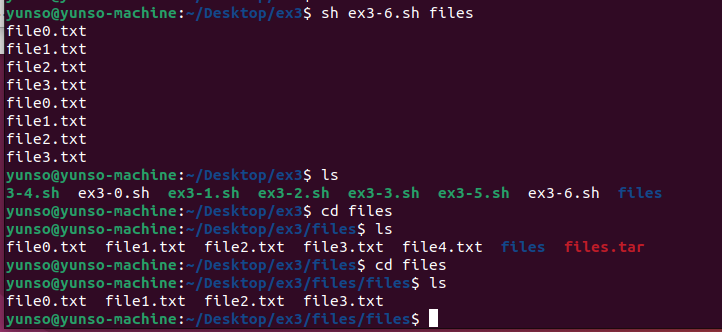 yunso@yunso-machine:~/Desktop/ex3$ sh ex3-6.sh files
file0.txt
file1.txt
file2.txt
file3.txt
file0.txt
file1.txt
file2.txt
file3.txt
yunso@yunso-machine:~/Desktop/ex3$ ls
3-4.sh  ex3-0.sh  ex3-1.sh  ex3-2.sh  ex3-3.sh  ex3-5.sh  ex3-6.sh  files
yunso@yunso-machine:~/Desktop/ex3$ cd files
yunso@yunso-machine:~/Desktop/ex3/files$ ls
file0.txt  file1.txt  file2.txt  file3.txt  file4.txt  files  files.tar
yunso@yunso-machine:~/Desktop/ex3/files$ cd files
yunso@yunso-machine:~/Desktop/ex3/files/files$ ls
file0.txt  file1.txt  file2.txt  file3.txt
yunso@yunso-machine:~/Desktop/ex3/files/files$